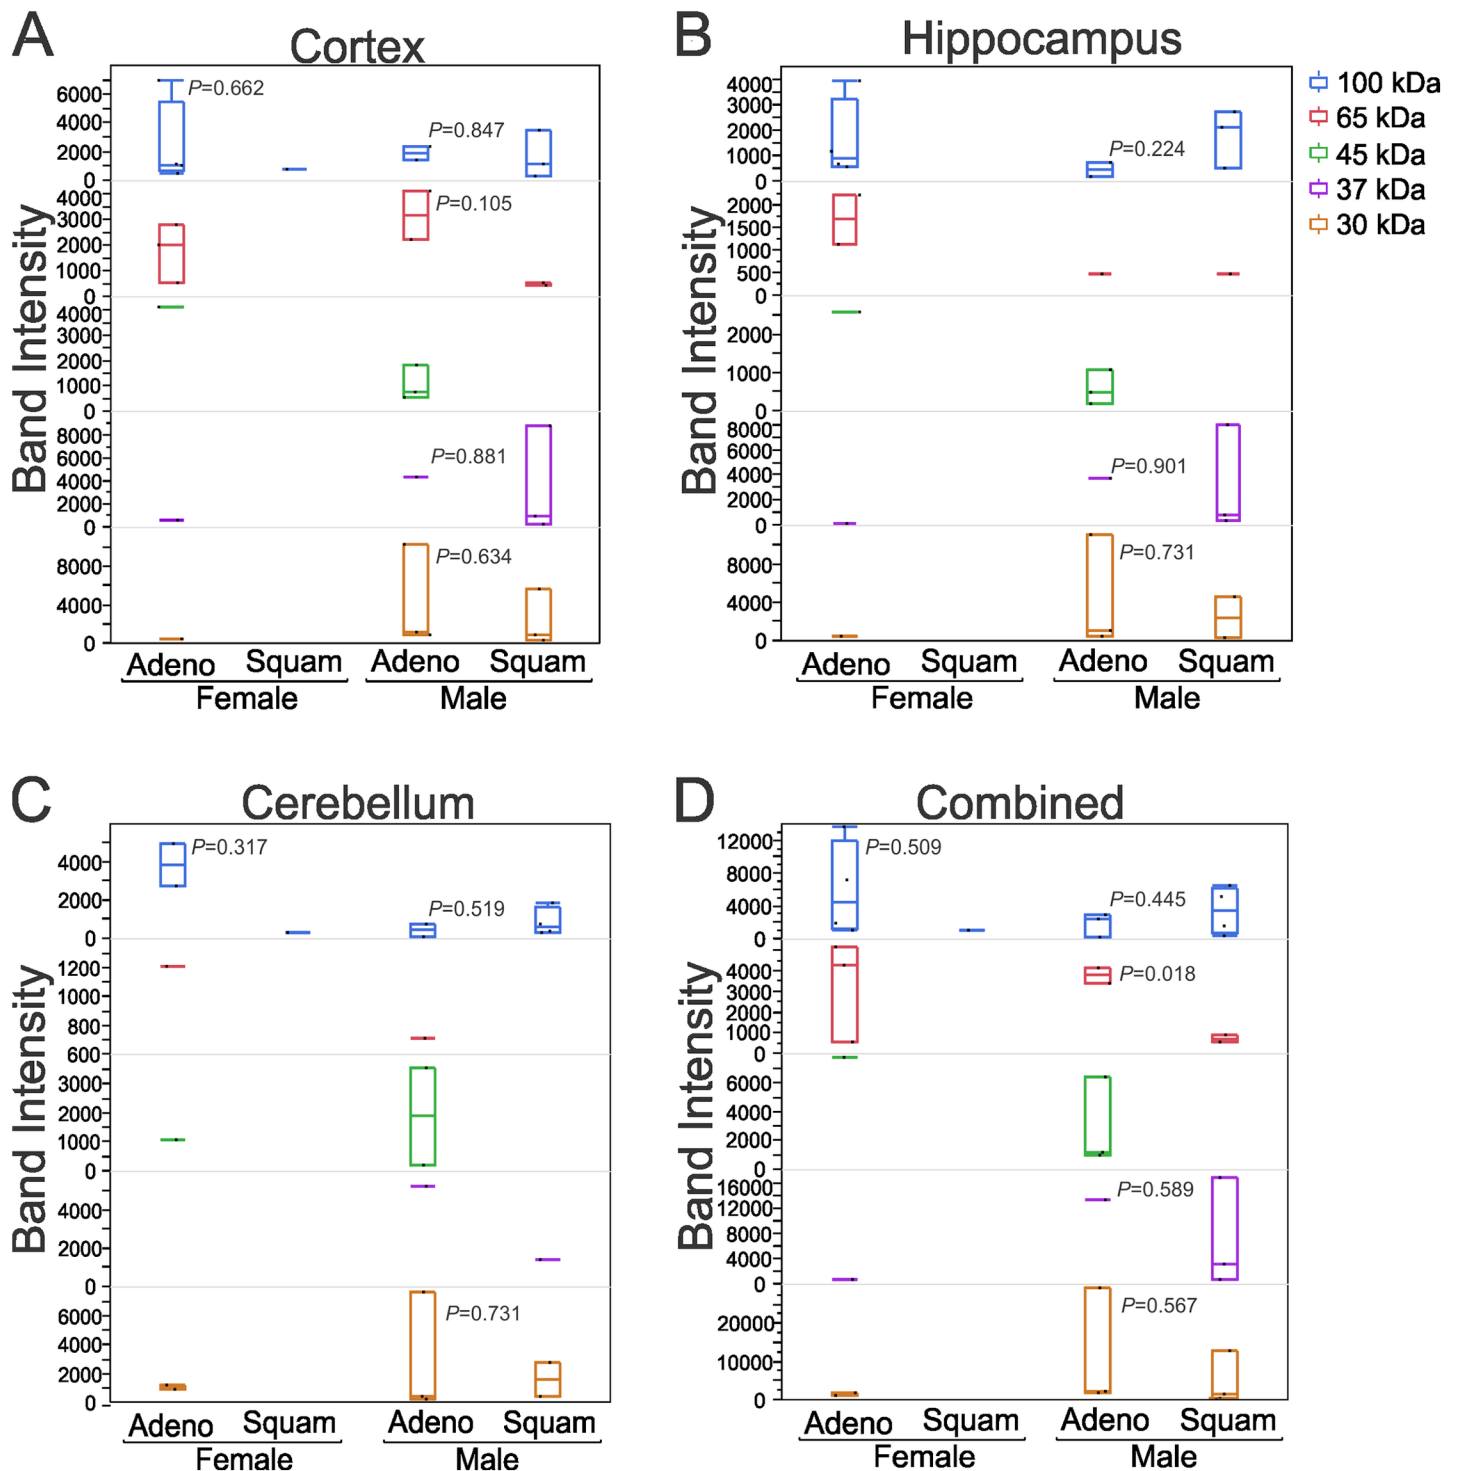 A
Cortex
Band Intensity
6000
4000
2000
0
P=0.662
P=0.847
4000
3000
2000
1000
0
P=0.105
4000
3000
2000
1000
0
8000
6000
4000
2000
0
P=0.881
8000
4000
0
P=0.634
Adeno Squam Adeno Squam
Female Male
B
Hippocampus
Band Intensity
4000
3000
2000
1000
0
P=0.224
2000
1500
1000
500
0
2000
1000
0
8000
6000
4000
2000
0
P=0.901
8000
4000
0
P=0.731
Adeno Squam Adeno Squam
Female Male
100 kDa
65 kDa
45 kDa
37 kDa
30 kDa
C
Cerebellum
Band Intensity
4000
2000
0
P=0.317
P=0.519
1200
1000
800
600
3000
2000
1000
0
4000
2000
0
6000
4000
2000
0
P=0.731
Adeno Squam Adeno Squam
Female Male
D
Combined
Band Intensity
12000
8000
4000
0
P=0.509
P=0.445
4000
3000
2000
1000
0
P=0.018
6000
4000
2000
0
16000
12000
8000
4000
0
P=0.589
20000
10000
0
P=0.567
Adeno Squam Adeno Squam
Female Male